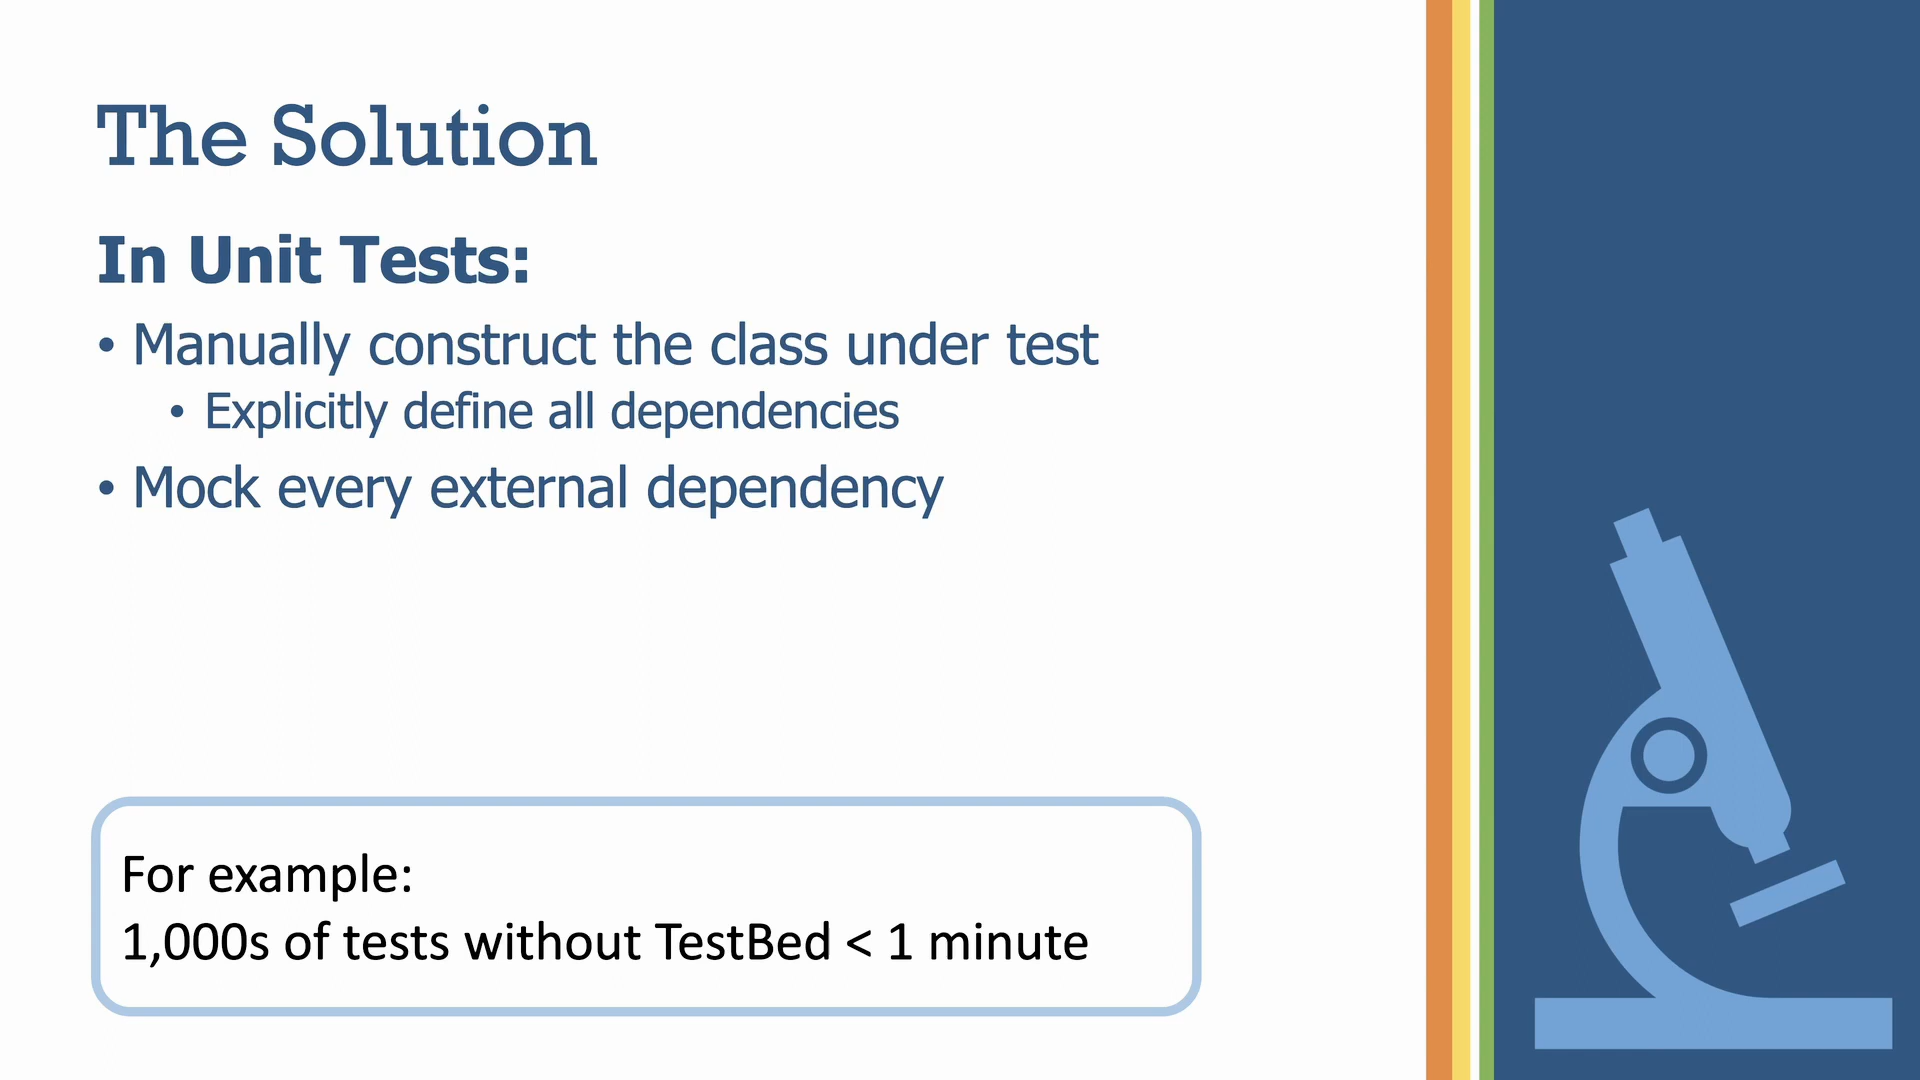 The Solution
In Unit Tests:
• Manually construct the class under test
• Explicitly define all dependencies
• Mock every external dependency
For example:
1,000s of tests without TestBed < 1 minute